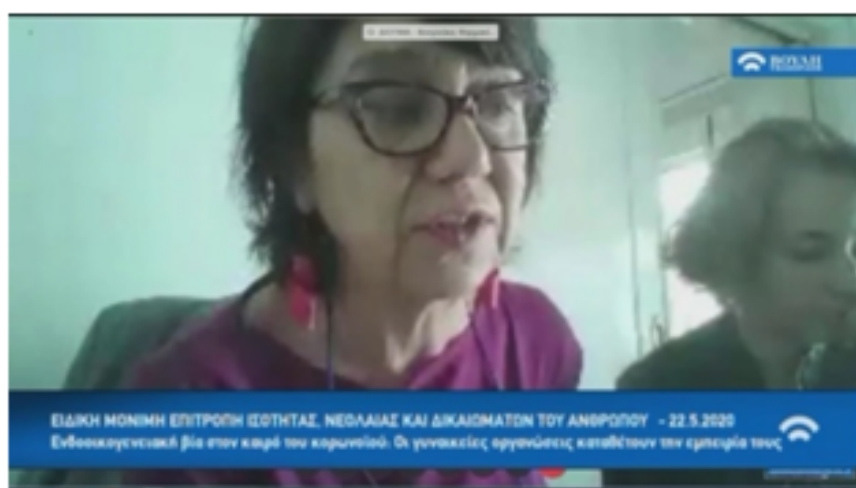 ΒΟΥΛΗ
ΕΙΔΙΚΗ ΜΟΝΙΜΗ ΕΠΙΤΡΟΠΗ ΙΣΟΤΗΤΑΣ, ΝΕΟΛΑΙΑΣ ΚΑΙ ΔΙΚΑΙΩΜΑΤΩΝ ΤΟΥ ΑΝΘΡΩΠΟΥ - 22.5.2020
Ενδοοικογενειακή βία στον καιρό του κορωνοϊού: Οι γυναικείες οργανώσεις καταθέτουν την εμπειρία τους